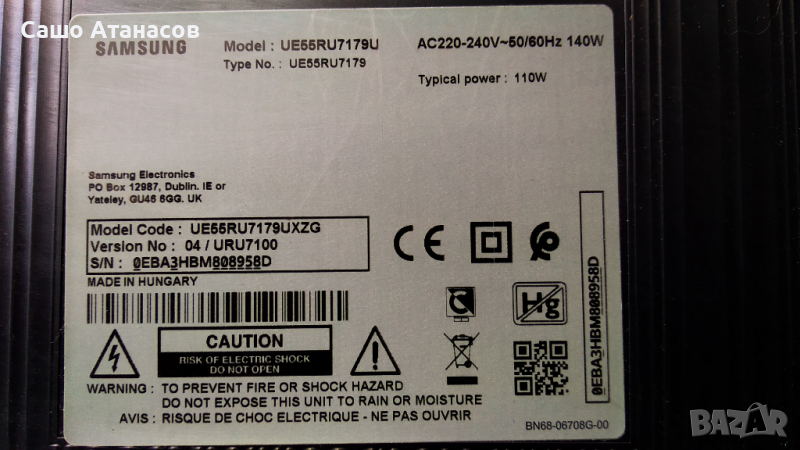 Сашо Атанасов
SAMSUNG
Model : UE55RU7179U
Type No. : UE55RU7179
AC220-240V~50/60Hz 140W
Typical power : 110W
Samsung Electronics
PO Box 12987, Dublin. IE or
Yateley, GU46 6GG. UK
Model Code : UE55RU7179UXZG
Version No : 04 / URU7100
S/N : 0EBA3HBM808958D
MADE IN HUNGARY
CAUTION
RISK OF ELECTRIC SHOCK
DO NOT OPEN
WARNING : TO PREVENT FIRE OR SHOCK HAZARD
DO NOT EXPOSE THIS UNIT TO RAIN OR MOISTURE
AVIS : RISQUE DE CHOC ELECTRIQUE - NE PAS OUVRIR
CE
Hg
0EBA3HBM808958D
BN68-06708G-00
BAZAR